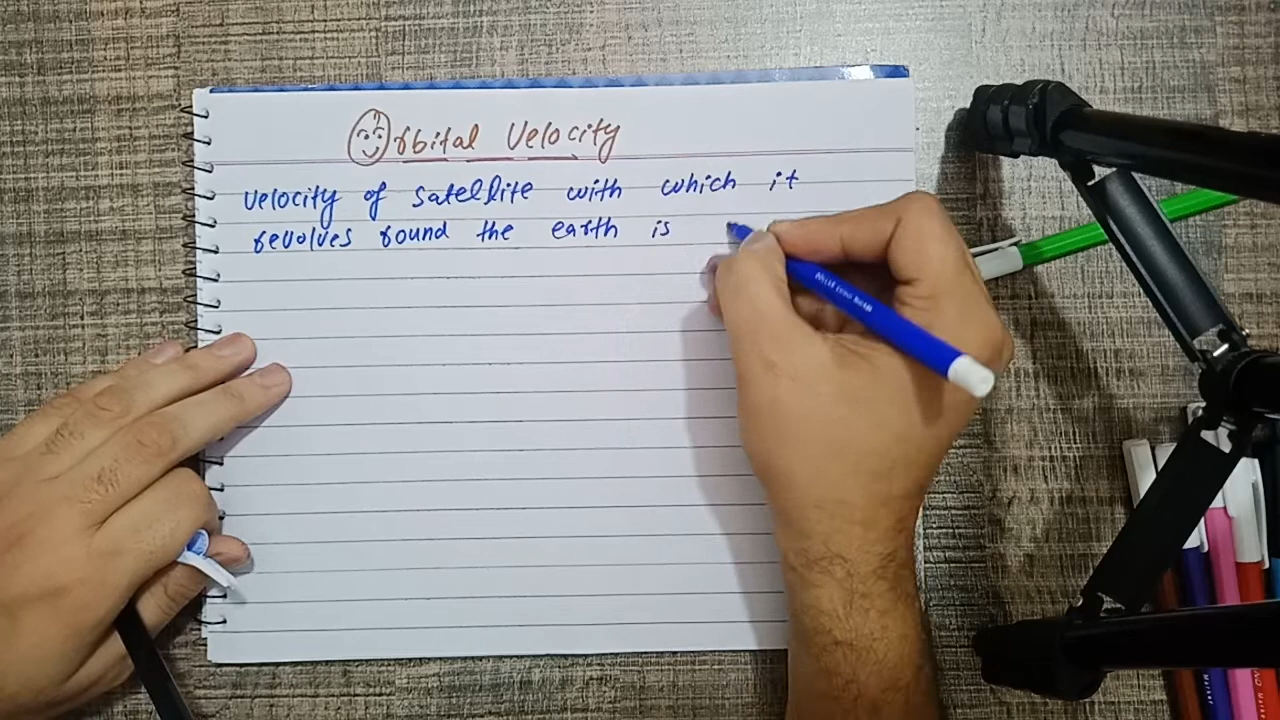 Orbital Velocity
Velocity of satellite with which it
revolves round the earth is